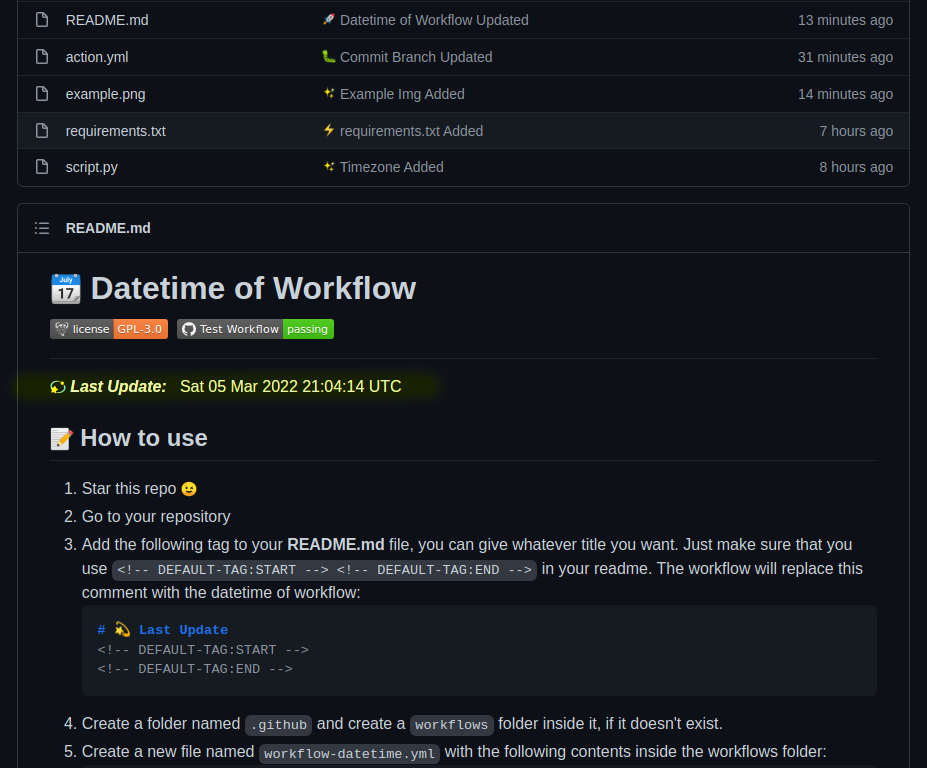 README.md 🚀 Datetime of Workflow Updated 13 minutes ago
action.yml 🐛 Commit Branch Updated 31 minutes ago
example.png ✨ Example Img Added 14 minutes ago
requirements.txt ⚡ requirements.txt Added 7 hours ago
script.py ✨ Timezone Added 8 hours ago
README.md
📅 Datetime of Workflow
license GPL-3.0 Test Workflow passing
💫 Last Update: Sat 05 Mar 2022 21:04:14 UTC
📝 How to use
1. Star this repo 😉
2. Go to your repository
3. Add the following tag to your README.md file, you can give whatever title you want. Just make sure that you
use <!-- DEFAULT-TAG:START --> <!-- DEFAULT-TAG:END --> in your readme. The workflow will replace this
comment with the datetime of workflow:
# 💫 Last Update
<!-- DEFAULT-TAG:START -->
<!-- DEFAULT-TAG:END -->
4. Create a folder named .github and create a workflows folder inside it, if it doesn't exist.
5. Create a new file named workflow-datetime.yml with the following contents inside the workflows folder: